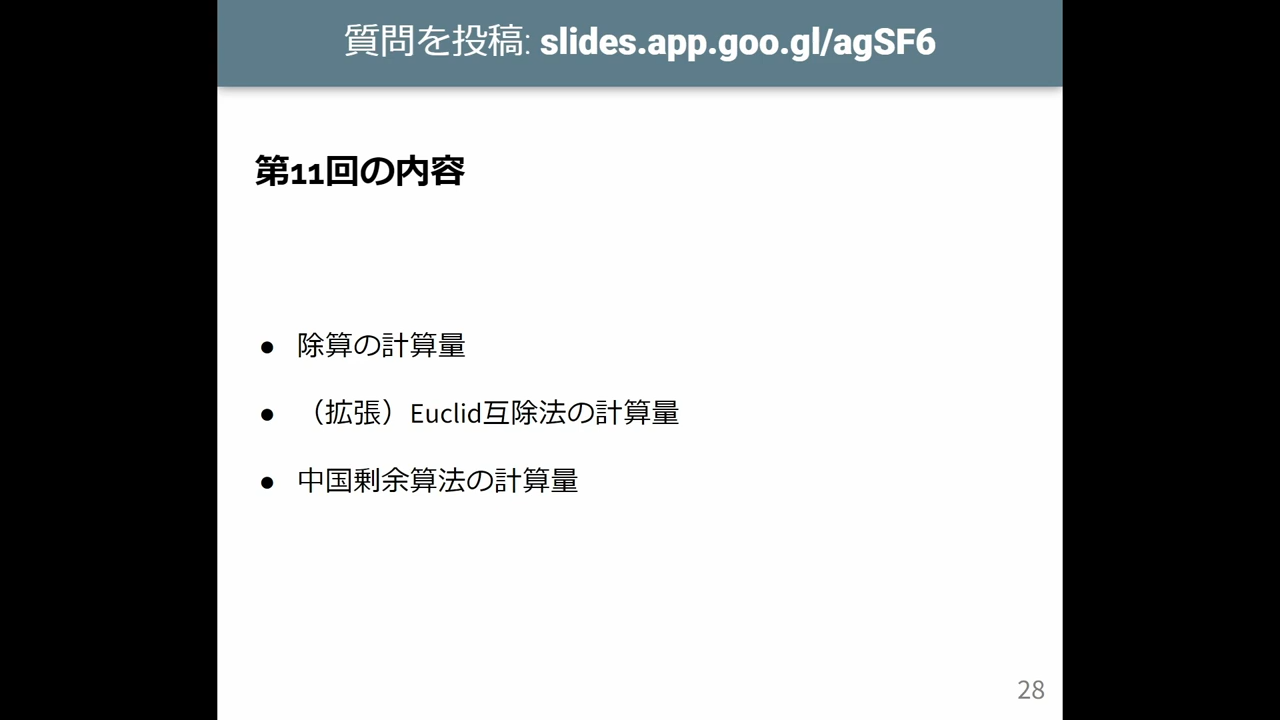 質問を投稿: slides.app.goo.gl/agSF6
第11回の内容
● 除算の計算量
● （拡張）Euclid互除法の計算量
● 中国剰余算法の計算量
28